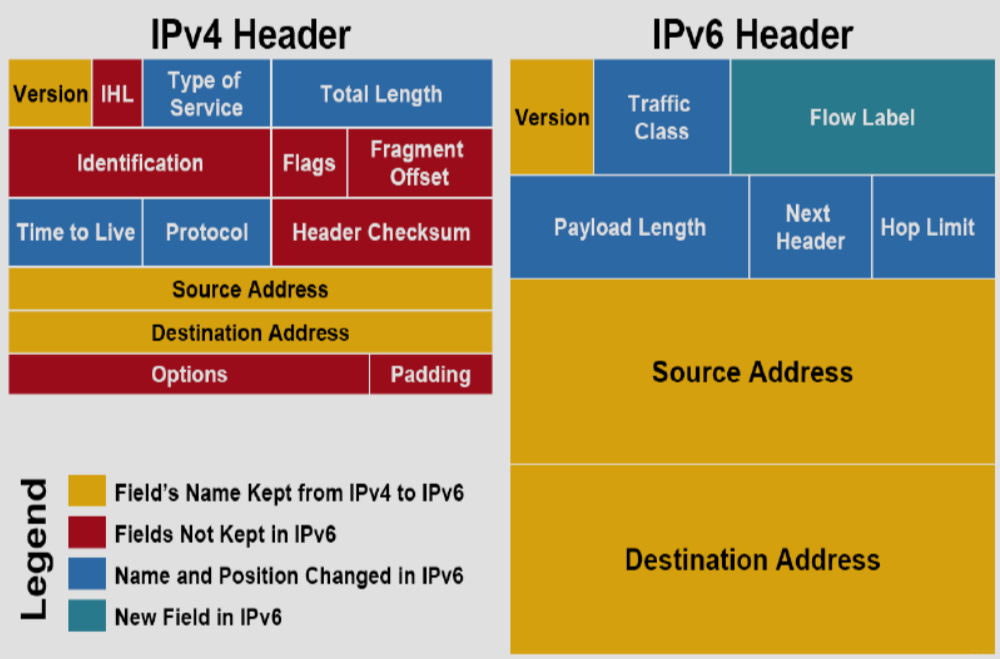 IPv4 Header
Version IHL Type of Service Total Length
Identification Flags Fragment Offset
Time to Live Protocol Header Checksum
Source Address
Destination Address
Options Padding
IPv6 Header
Version Traffic Class Flow Label
Payload Length Next Header Hop Limit
Source Address
Destination Address
Legend
Field's Name Kept from IPv4 to IPv6
Fields Not Kept in IPv6
Name and Position Changed in IPv6
New Field in IPv6